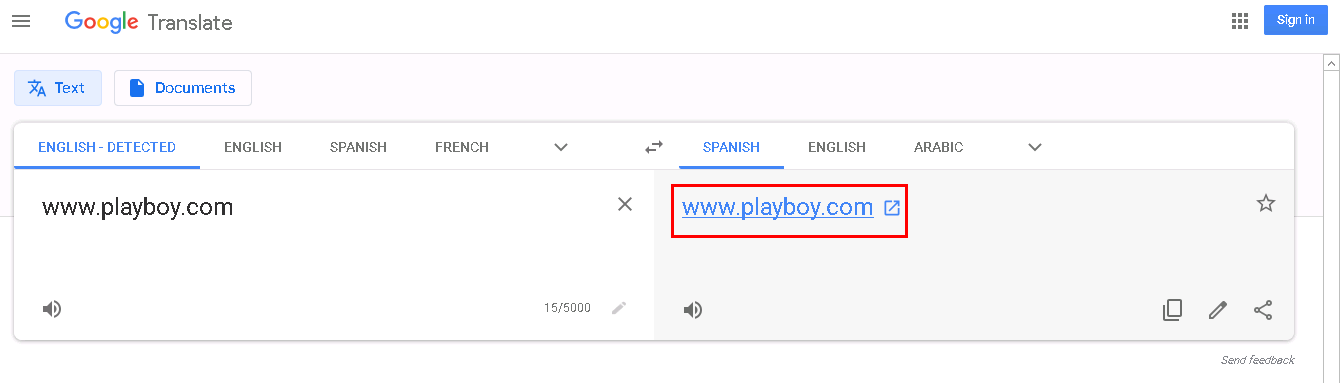 Google Translate
Sign in
Text
Documents
ENGLISH - DETECTED ENGLISH SPANISH FRENCH SPANISH ENGLISH ARABIC
www.playboy.com
www.playboy.com
15/5000
Send feedback